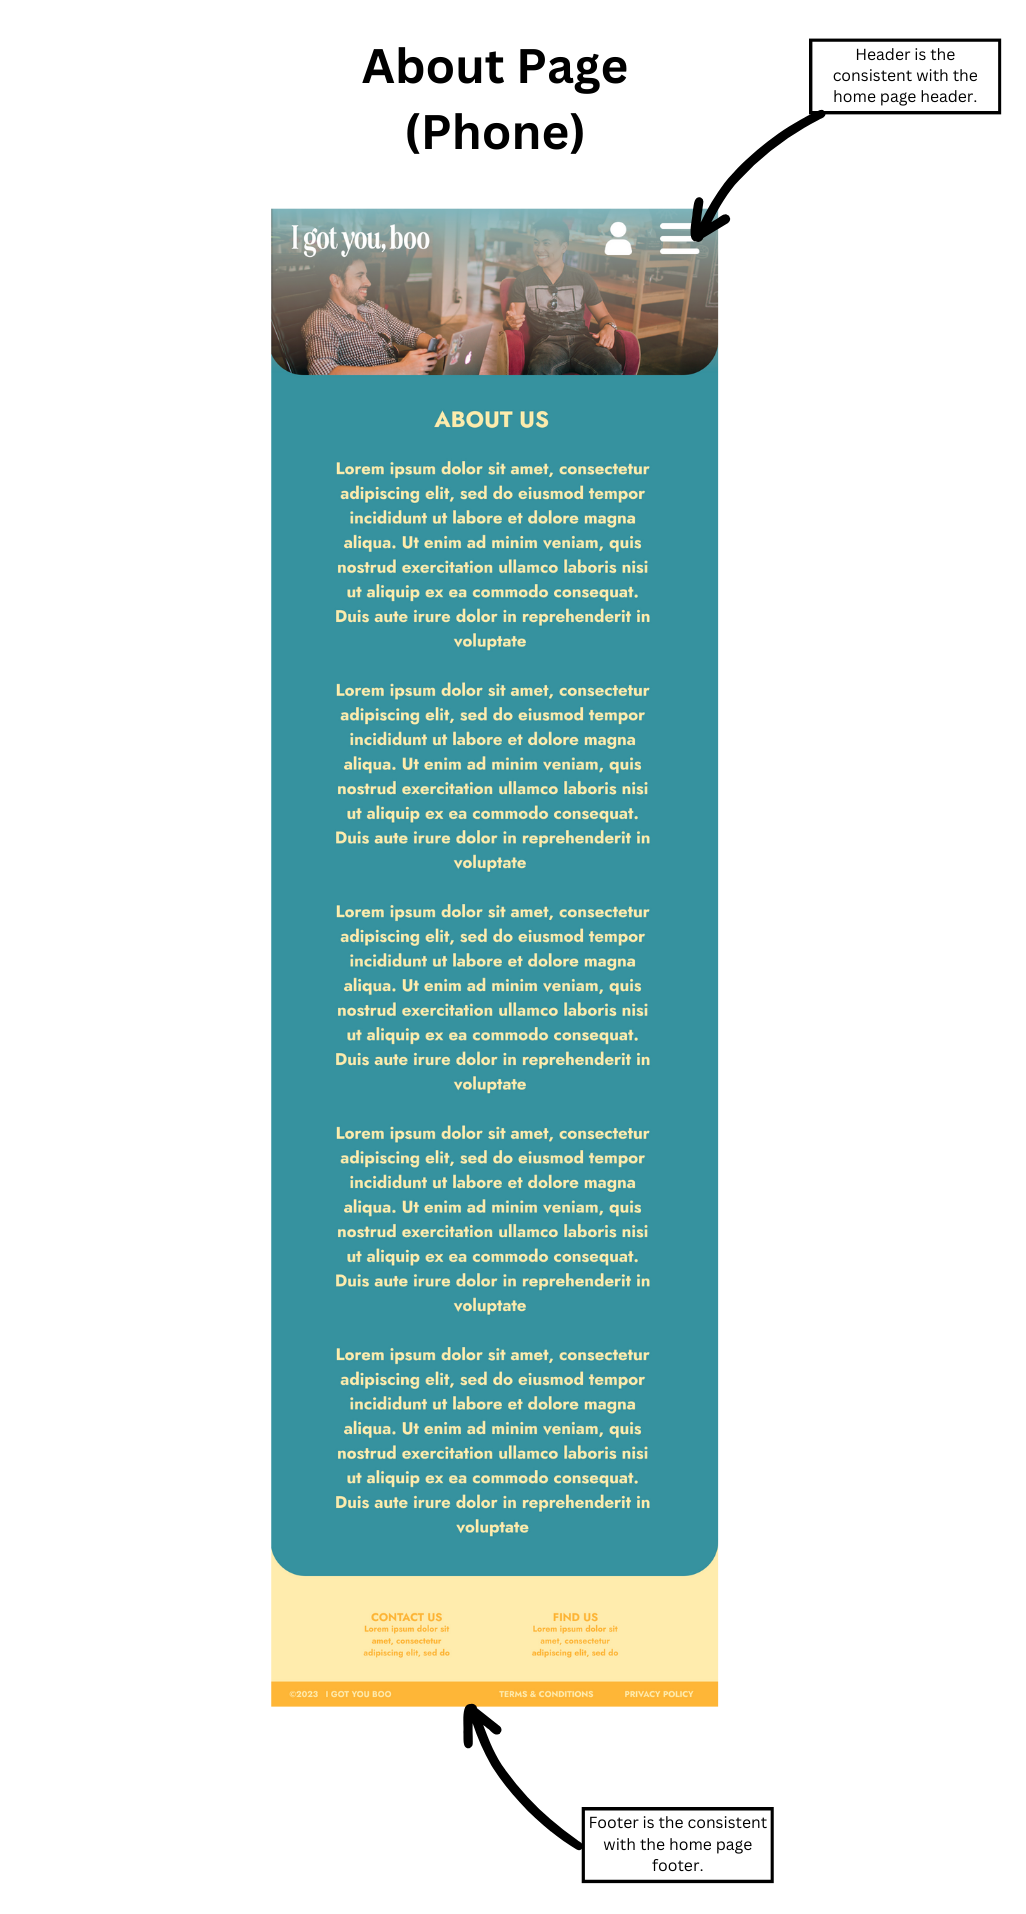 About Page
(Phone)
Header is the
consistent with the
home page header.
I got you, boo
ABOUT US
Lorem ipsum dolor sit amet, consectetur
adipiscing elit, sed do eiusmod tempor
incididunt ut labore et dolore magna
aliqua. Ut enim ad minim veniam, quis
nostrud exercitation ullamco laboris nisi
ut aliquip ex ea commodo consequat.
Duis aute irure dolor in reprehenderit in
voluptate
Lorem ipsum dolor sit amet, consectetur
adipiscing elit, sed do eiusmod tempor
incididunt ut labore et dolore magna
aliqua. Ut enim ad minim veniam, quis
nostrud exercitation ullamco laboris nisi
ut aliquip ex ea commodo consequat.
Duis aute irure dolor in reprehenderit in
voluptate
Lorem ipsum dolor sit amet, consectetur
adipiscing elit, sed do eiusmod tempor
incididunt ut labore et dolore magna
aliqua. Ut enim ad minim veniam, quis
nostrud exercitation ullamco laboris nisi
ut aliquip ex ea commodo consequat.
Duis aute irure dolor in reprehenderit in
voluptate
Lorem ipsum dolor sit amet, consectetur
adipiscing elit, sed do eiusmod tempor
incididunt ut labore et dolore magna
aliqua. Ut enim ad minim veniam, quis
nostrud exercitation ullamco laboris nisi
ut aliquip ex ea commodo consequat.
Duis aute irure dolor in reprehenderit in
voluptate
Lorem ipsum dolor sit amet, consectetur
adipiscing elit, sed do eiusmod tempor
incididunt ut labore et dolore magna
aliqua. Ut enim ad minim veniam, quis
nostrud exercitation ullamco laboris nisi
ut aliquip ex ea commodo consequat.
Duis aute irure dolor in reprehenderit in
voluptate
CONTACT US
Lorem ipsum dolor sit
amet, consectetur
adipiscing elit, sed do
FIND US
Lorem ipsum dolor sit
amet, consectetur
adipiscing elit, sed do
©2023 I GOT YOU BOO TERMS & CONDITIONS PRIVACY POLICY
Footer is the consistent
with the home page
footer.